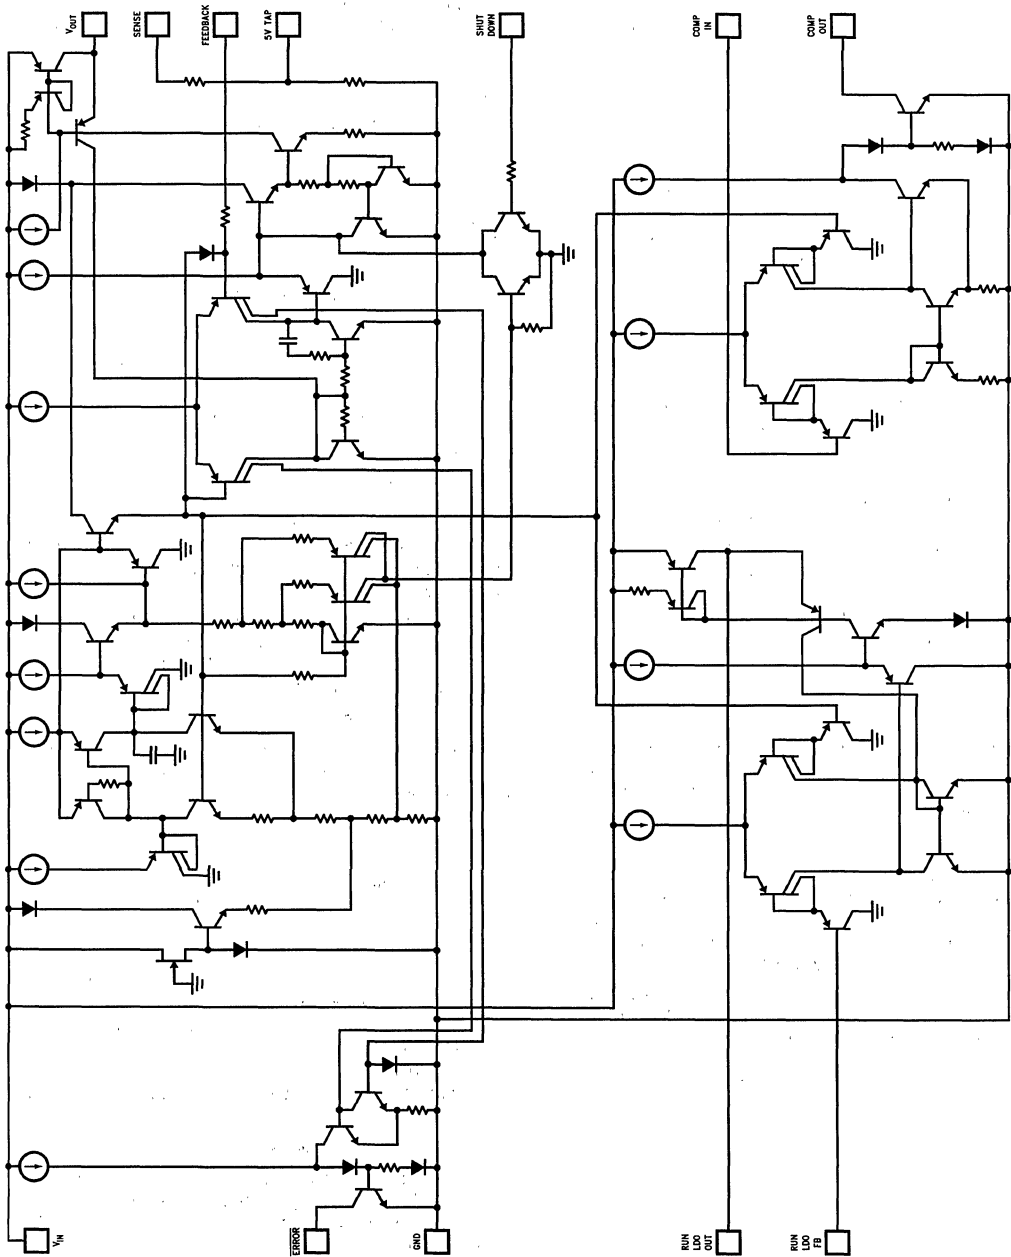 VOUT
SENSE
FEEDBACK
5V TAP
SHUT
DOWN
COMP
IN
COMP
OUT
VIN
ERROR
GND
RUN
LDO
OUT
RUN
LDO
FB